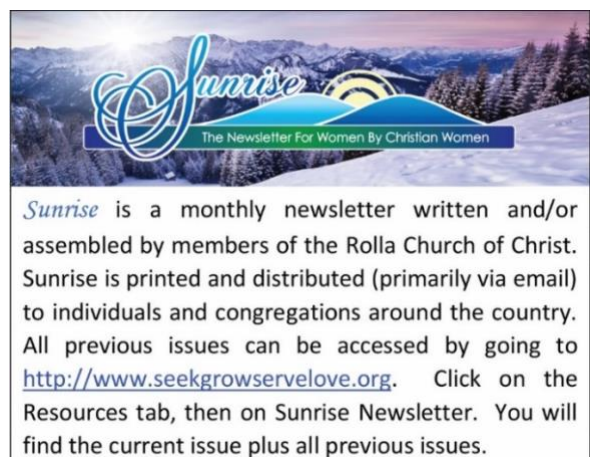 Sunrise
The Newsletter For Women By Christian Women
Sunrise is a monthly newsletter written and/or
assembled by members of the Rolla Church of Christ.
Sunrise is printed and distributed (primarily via email)
to individuals and congregations around the country.
All previous issues can be accessed by going to
http://www.seekgrowservelove.org. Click on the
Resources tab, then on Sunrise Newsletter. You will
find the current issue plus all previous issues.